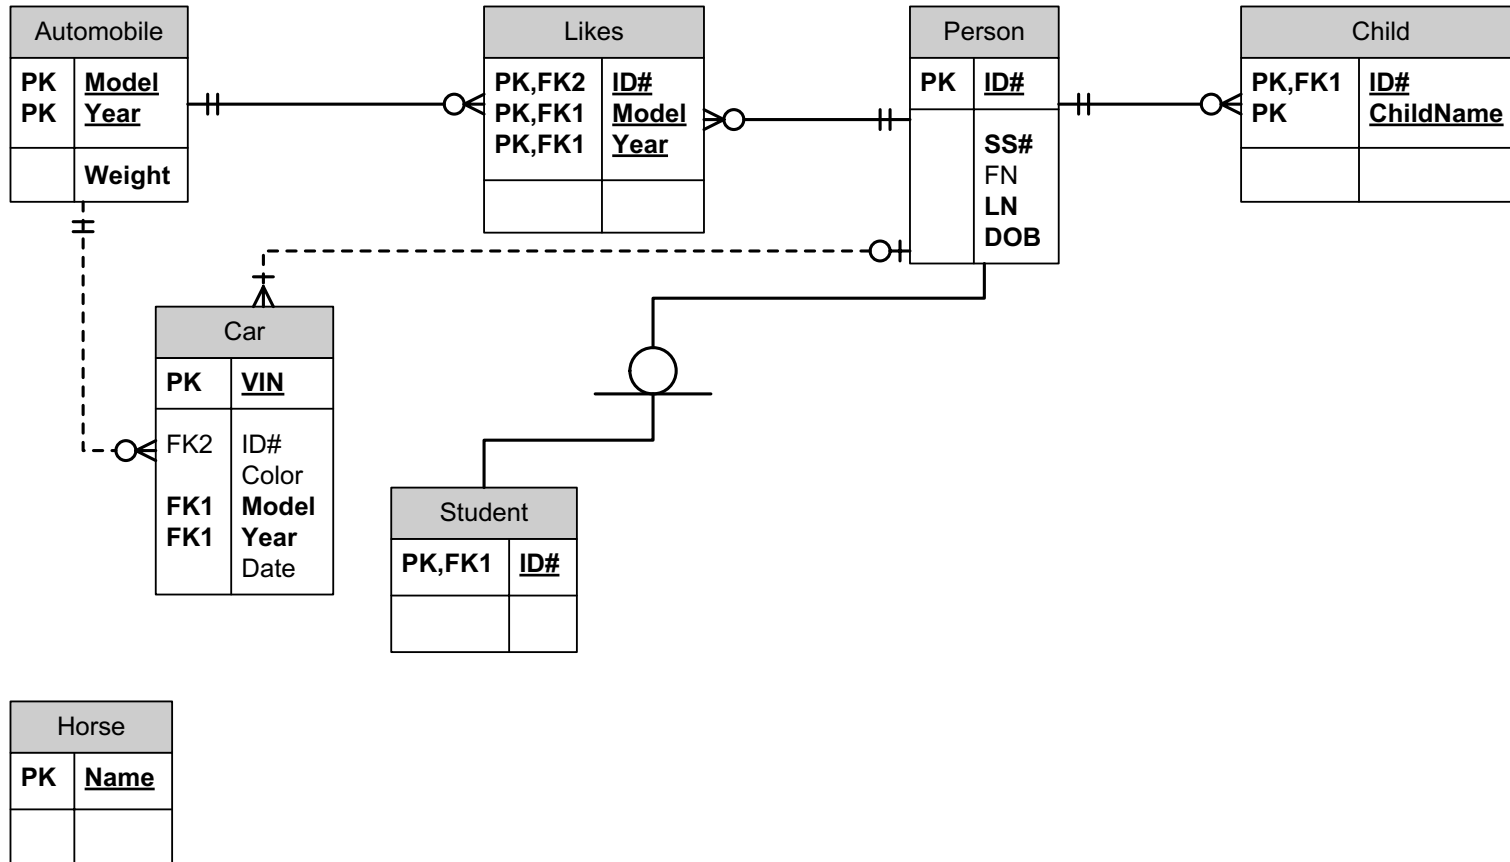 Automobile
PK Model
PK Year
Weight
Likes
PK,FK2 ID#
PK,FK1 Model
PK,FK1 Year
Person
PK ID#
SS#
FN
LN
DOB
Child
PK,FK1 ID#
PK ChildName
Car
PK VIN
FK2 ID#
Color
FK1 Model
FK1 Year
Date
Student
PK,FK1 ID#
Horse
PK Name